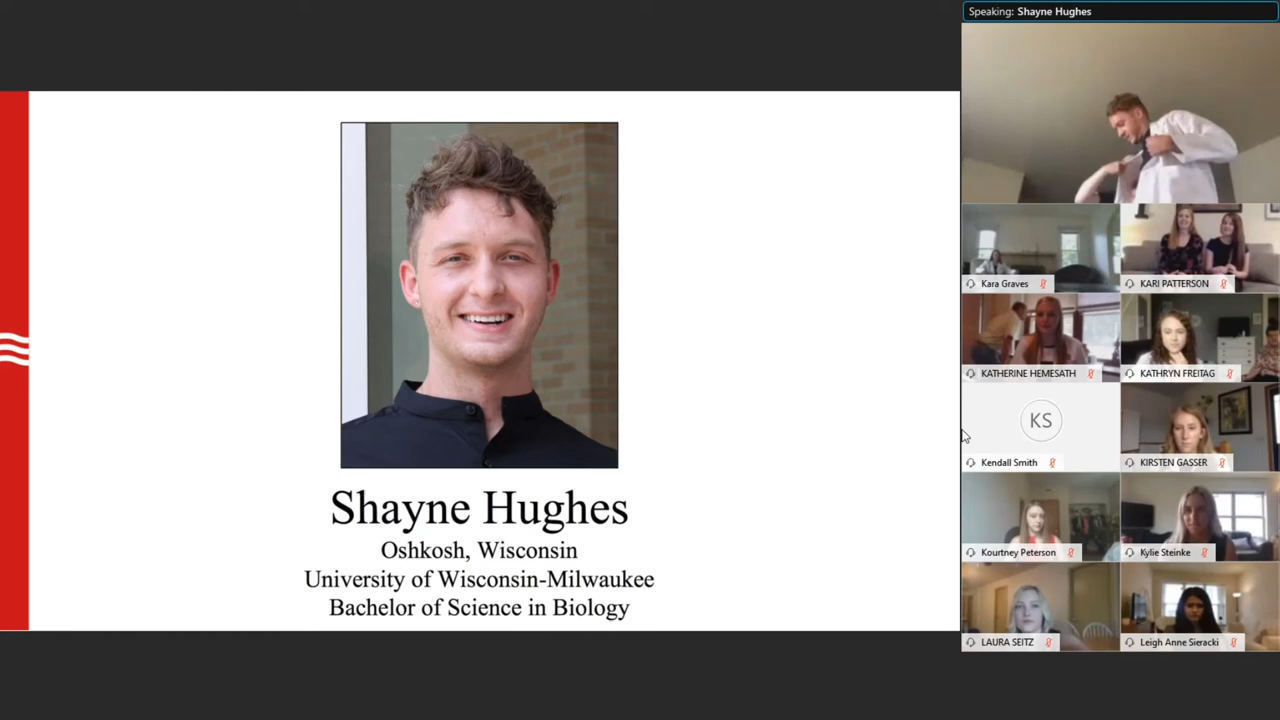 Speaking: Shayne Hughes
Shayne Hughes
Oshkosh, Wisconsin
University of Wisconsin-Milwaukee
Bachelor of Science in Biology
Kara Graves
KARI PATTERSON
KATHERINE HEMESATH
KATHRYN FREITAG
KS
Kendall Smith
KIRSTEN GASSER
Kourtney Peterson
Kylie Steinke
LAURA SEITZ
Leigh Anne Sieracki